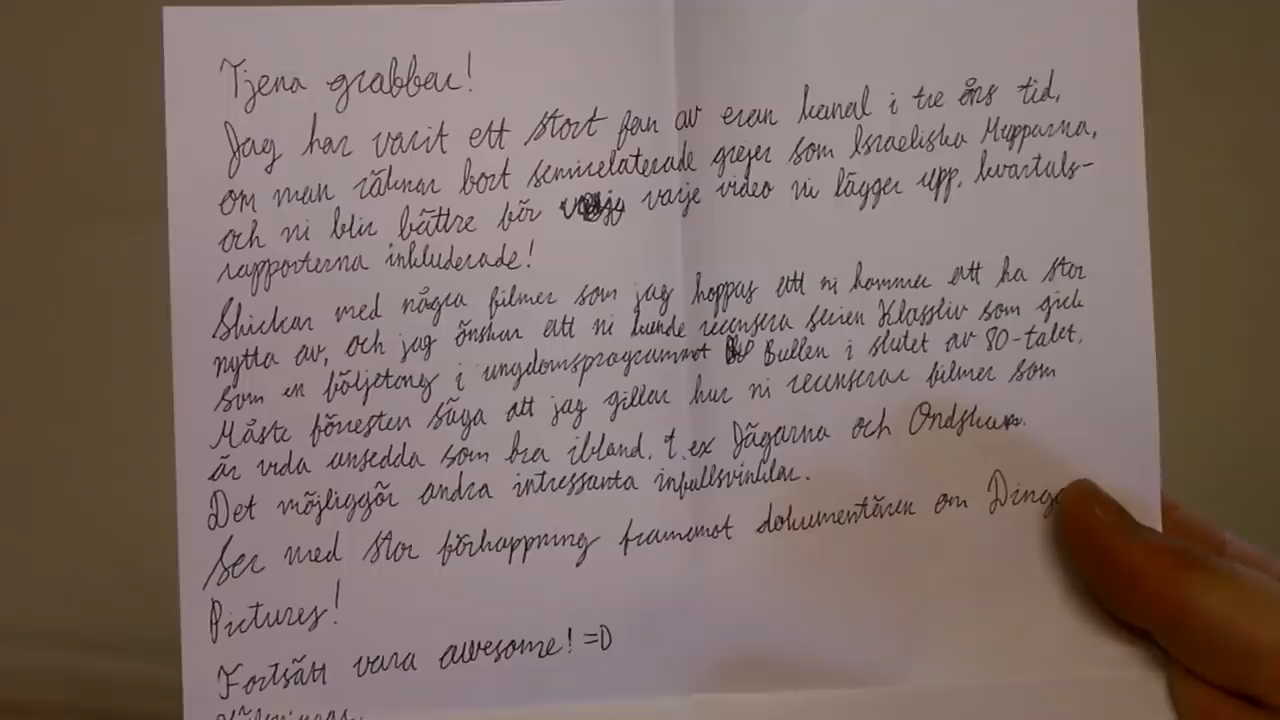 Tjena grabbar!
Jag har varit ett stort fan av eran kanal i tre års tid,
om man räknar bort semirelaterade grejer som Israeliska Mupparna,
och ni blir bättre för varje video ni lägger upp, kvartals-
rapporterna inkluderade!
Skickar med några filmer som jag hoppas att ni kommer att ha stor
nytta av, och jag önskar att ni kunde recensera serien Klassliv som gick
som en följetong i ungdomsprogrammet Bullen i slutet av 80-talet.
Måste förresten säga att jag gillar hur ni recenserar filmer som
är vida ansedda som bra ibland, t.ex Jägarna och Ondskan.
Det möjliggör andra intressanta infallsvinklar.
Ser med stor förhoppningframmot dokumentären om
Pictures!
Fortsätt vara awesome! =D